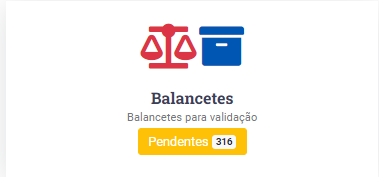 Balancetes
Balancetes para validação
Pendentes 316